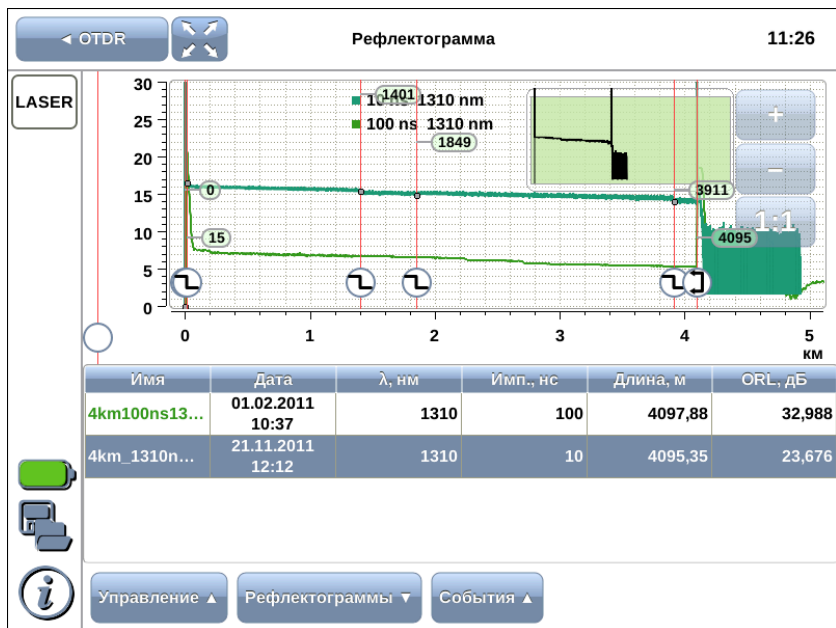 ◄ OTDR
Рефлектограмма
11:26
LASER
30
25
20
15
10
5
0
10 ns 1310 nm
100 ns 1310 nm
1401
1849
0
15
3911
4095
+
−
1:1
0 1 2 3 4 5
км
Имя Дата λ, нм Имп., нс Длина, м ORL, дБ
4km100ns13... 01.02.2011 10:37 1310 100 4097,88 32,988
4km_1310n... 21.11.2011 12:12 1310 10 4095,35 23,676
i
Управление ▲ Рефлектограммы ▼ События ▲